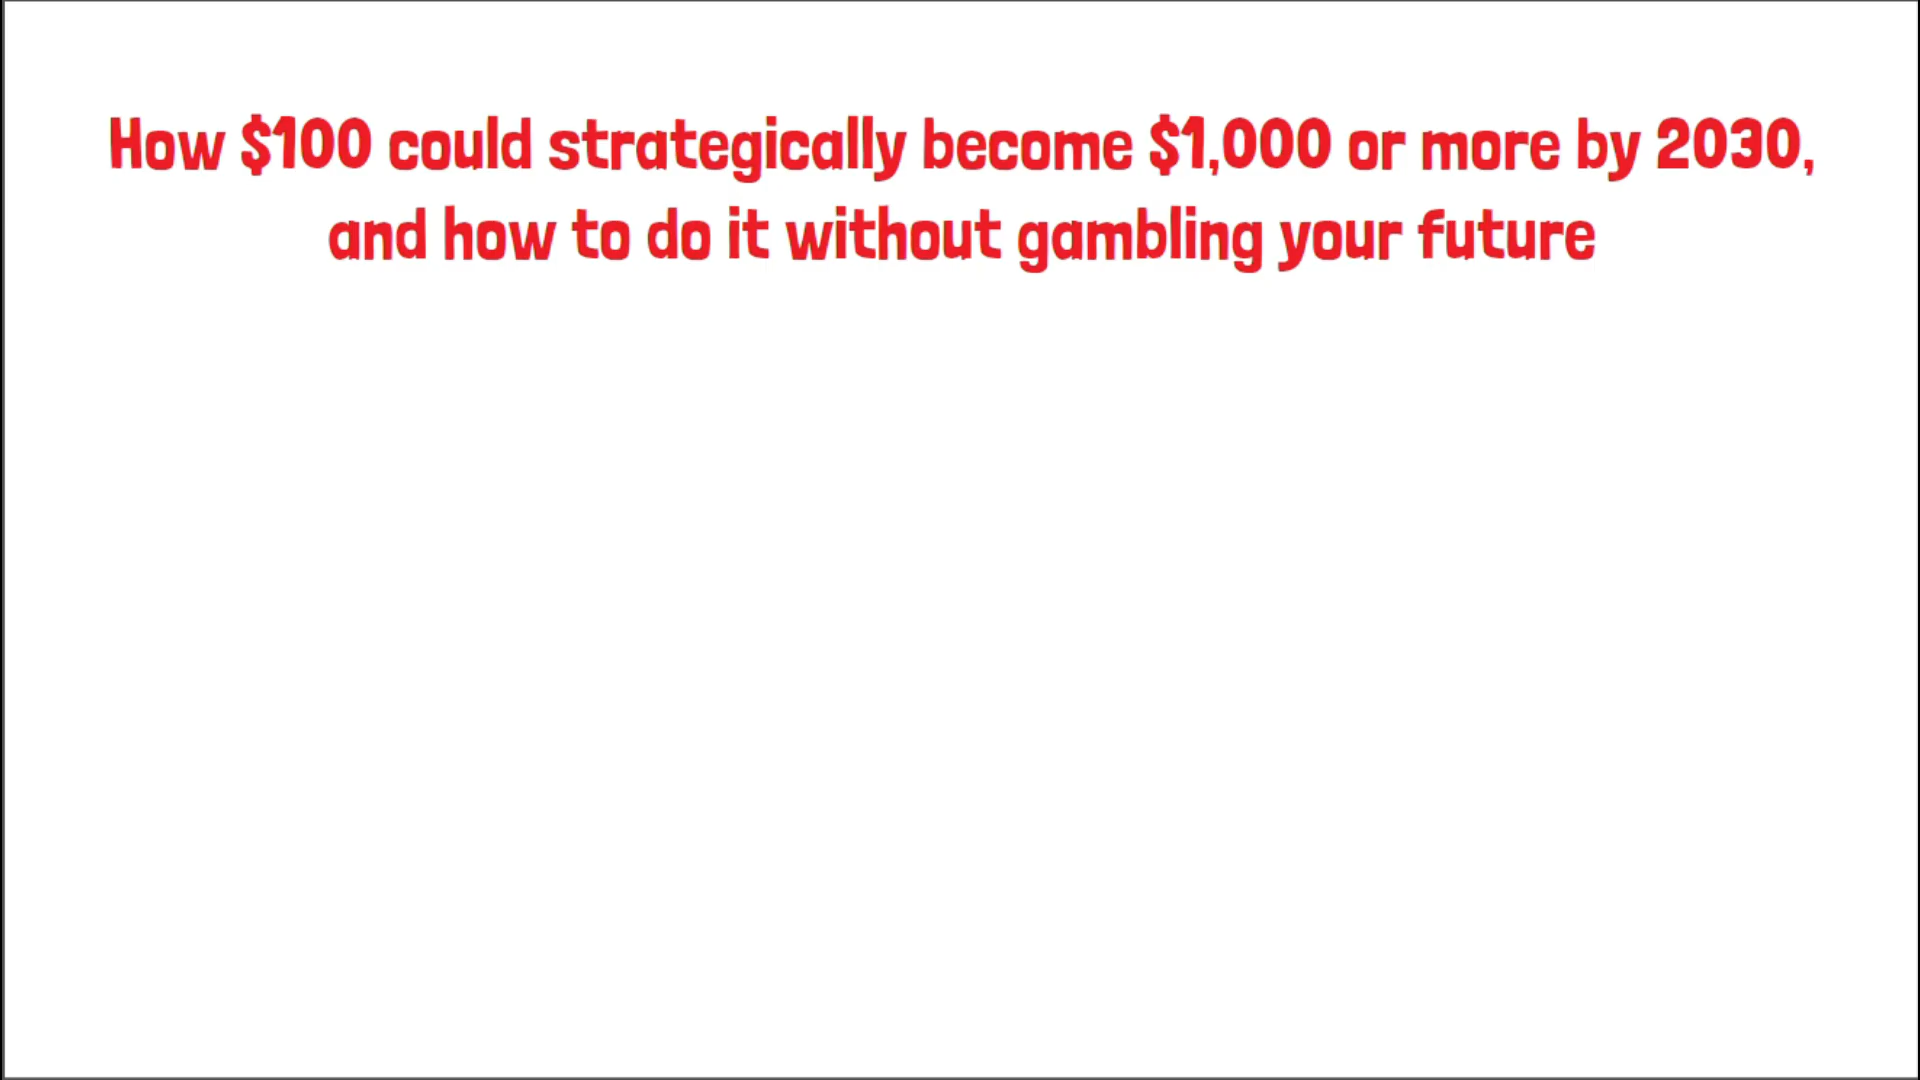 How $100 could strategically become $1,000 or more by 2030,
and how to do it without gambling your future